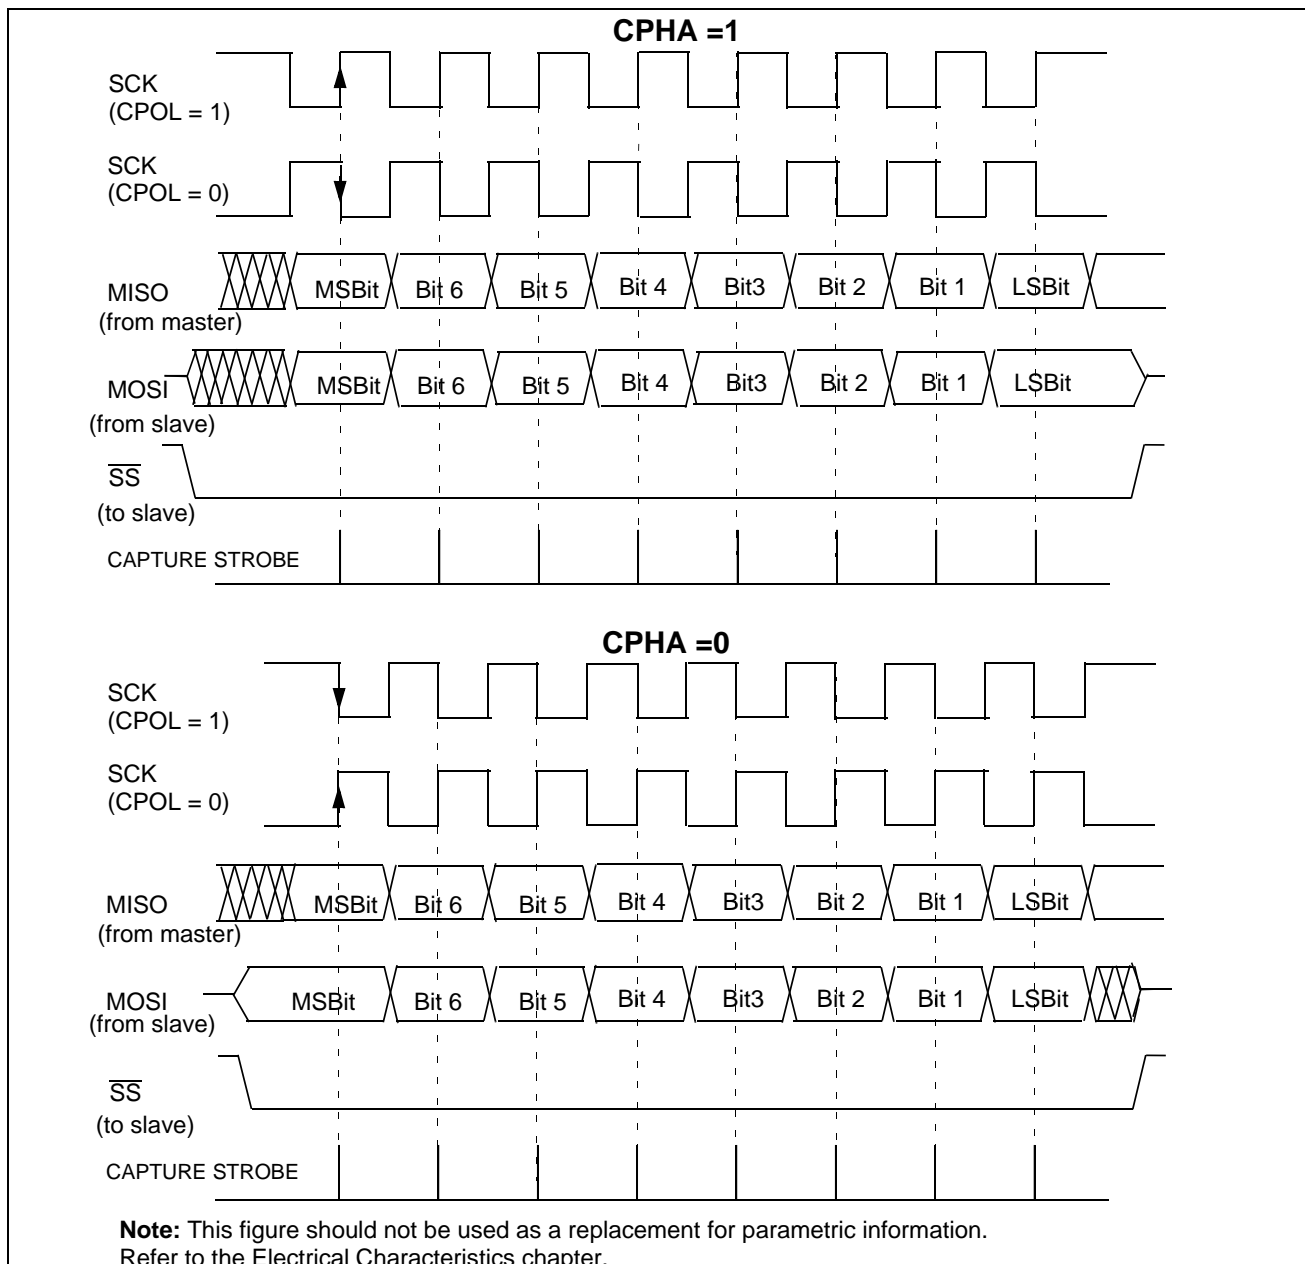 CPHA =1
SCK
(CPOL = 1)
SCK
(CPOL = 0)
MISO
(from master)
MSBit Bit 6 Bit 5 Bit 4 Bit3 Bit 2 Bit 1 LSBit
MOSI
(from slave)
MSBit Bit 6 Bit 5 Bit 4 Bit3 Bit 2 Bit 1 LSBit
SS
(to slave)
CAPTURE STROBE
CPHA =0
SCK
(CPOL = 1)
SCK
(CPOL = 0)
MISO
(from master)
MSBit Bit 6 Bit 5 Bit 4 Bit3 Bit 2 Bit 1 LSBit
MOSI
(from slave)
MSBit Bit 6 Bit 5 Bit 4 Bit3 Bit 2 Bit 1 LSBit
SS
(to slave)
CAPTURE STROBE
Note: This figure should not be used as a replacement for parametric information.
Refer to the Electrical Characteristics chapter.